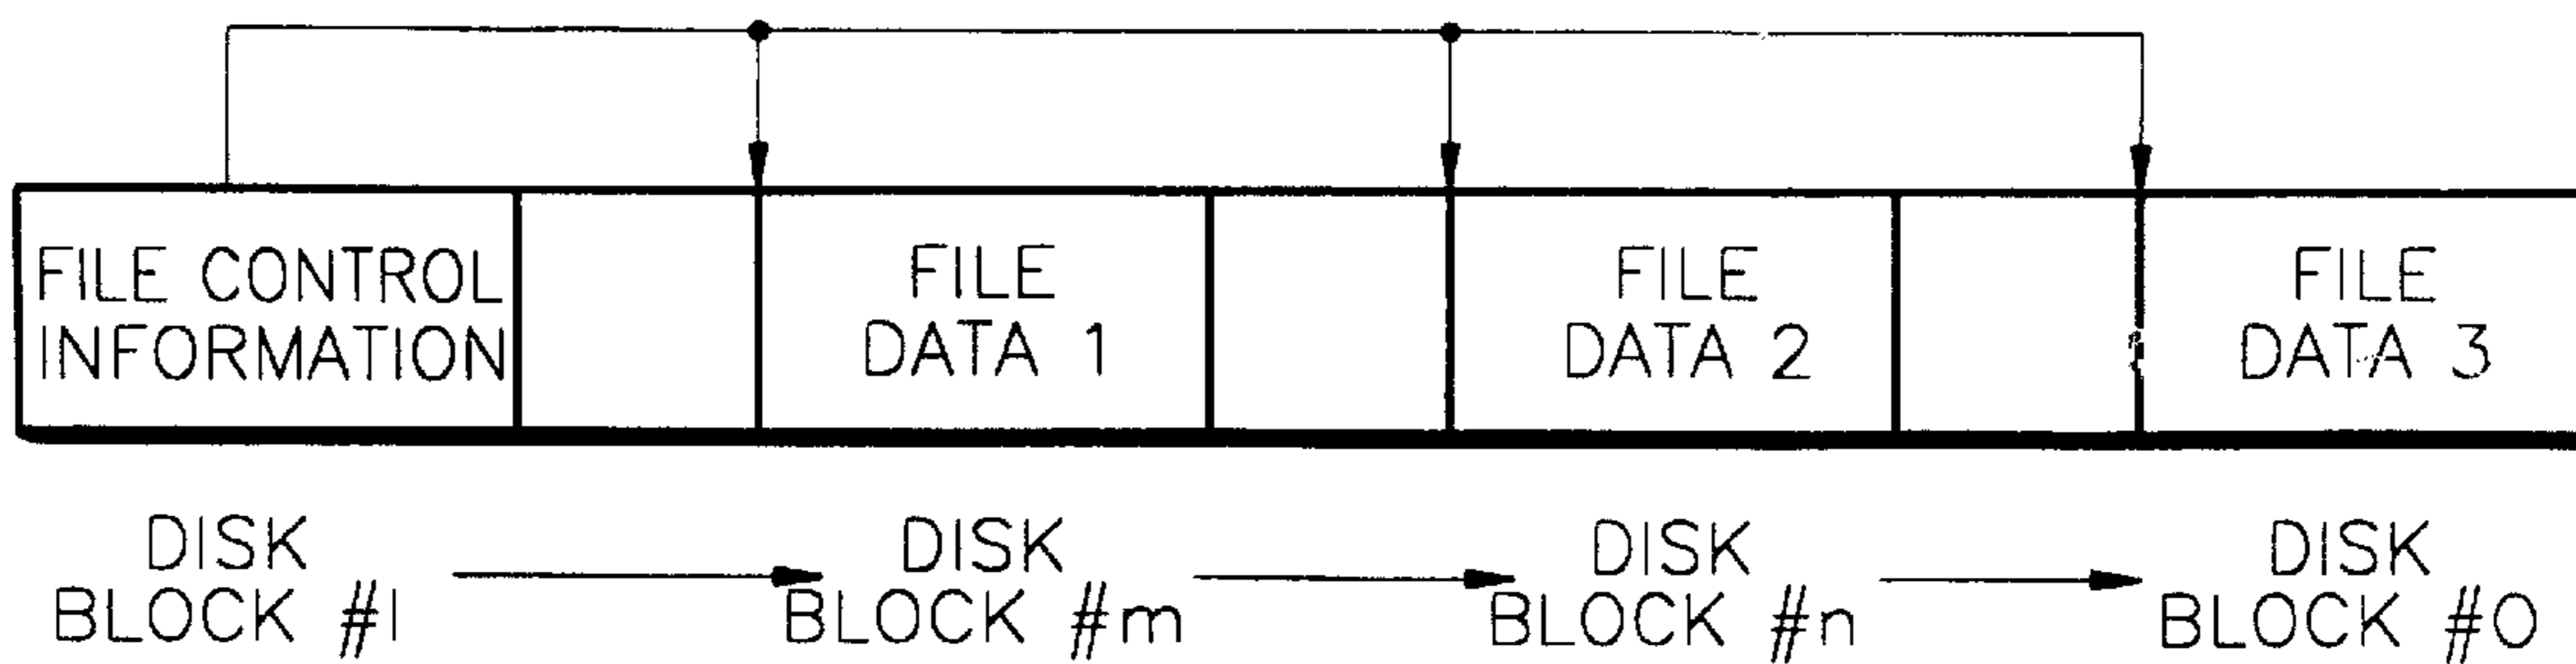 FILE CONTROL
INFORMATION
FILE
DATA 1
FILE
DATA 2
FILE
DATA 3
DISK
BLOCK #l
DISK
BLOCK #m
DISK
BLOCK #n
DISK
BLOCK #O